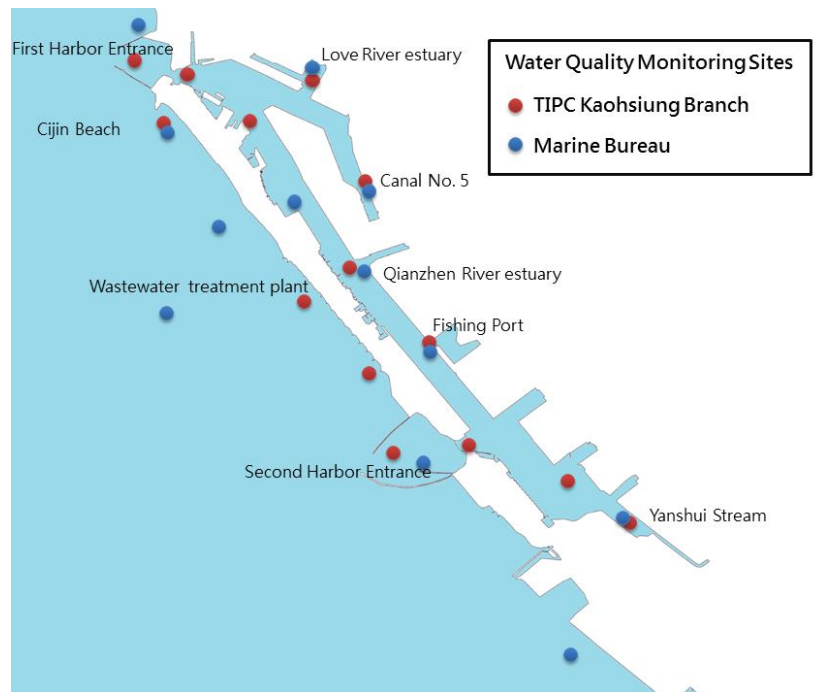 First Harbor Entrance
Love River estuary
Water Quality Monitoring Sites
TIPC Kaohsiung Branch
Marine Bureau
Cijin Beach
Canal No. 5
Qianzhen River estuary
Wastewater treatment plant
Fishing Port
Second Harbor Entrance
Yanshui Stream